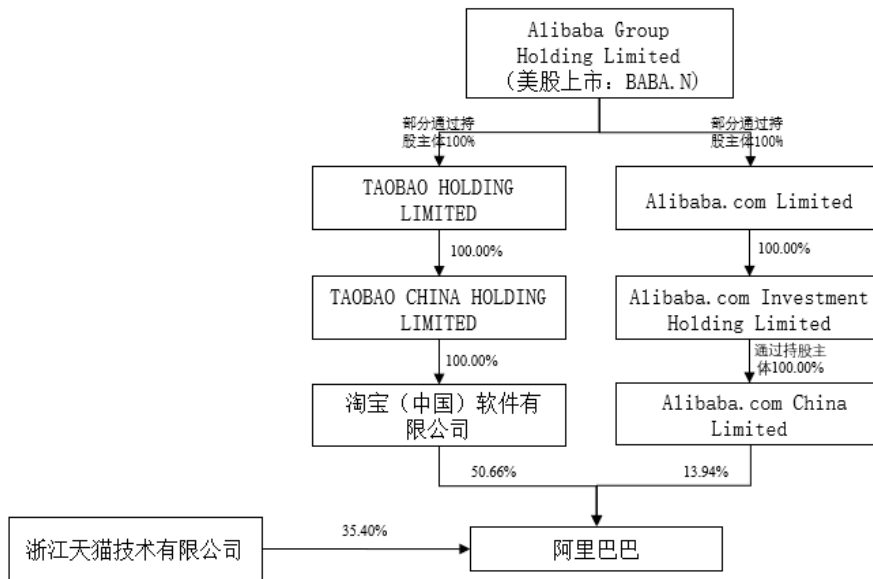 Alibaba Group
Holding Limited
（美股上市：BABA.N)
部分通过持
股主体100%
部分通过持
股主体100%
TAOBAO HOLDING
LIMITED
Alibaba.com Limited
100.00%
100.00%
TAOBAO CHINA HOLDING
LIMITED
Alibaba.com Investment
Holding Limited
100.00%
通过持股主
体100.00%
淘宝（中国）软件有
限公司
Alibaba.com China
Limited
50.66%
13.94%
浙江天猫技术有限公司
35.40%
阿里巴巴